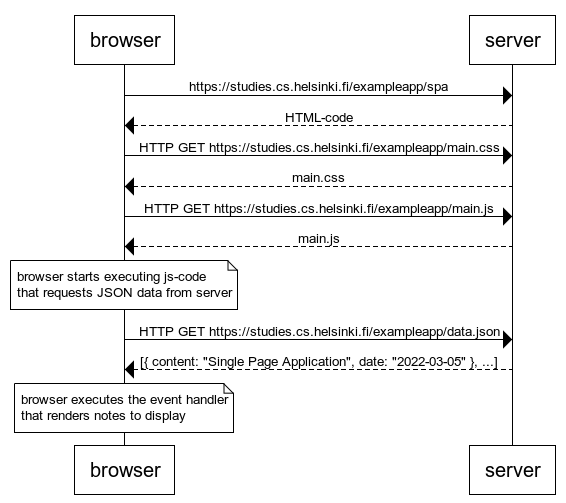 browser
server
https://studies.cs.helsinki.fi/exampleapp/spa
HTML-code
HTTP GET https://studies.cs.helsinki.fi/exampleapp/main.css
main.css
HTTP GET https://studies.cs.helsinki.fi/exampleapp/main.js
main.js
browser starts executing js-code
that requests JSON data from server
HTTP GET https://studies.cs.helsinki.fi/exampleapp/data.json
[{ content: "Single Page Application", date: "2022-03-05" }, ...]
browser executes the event handler
that renders notes to display
browser
server